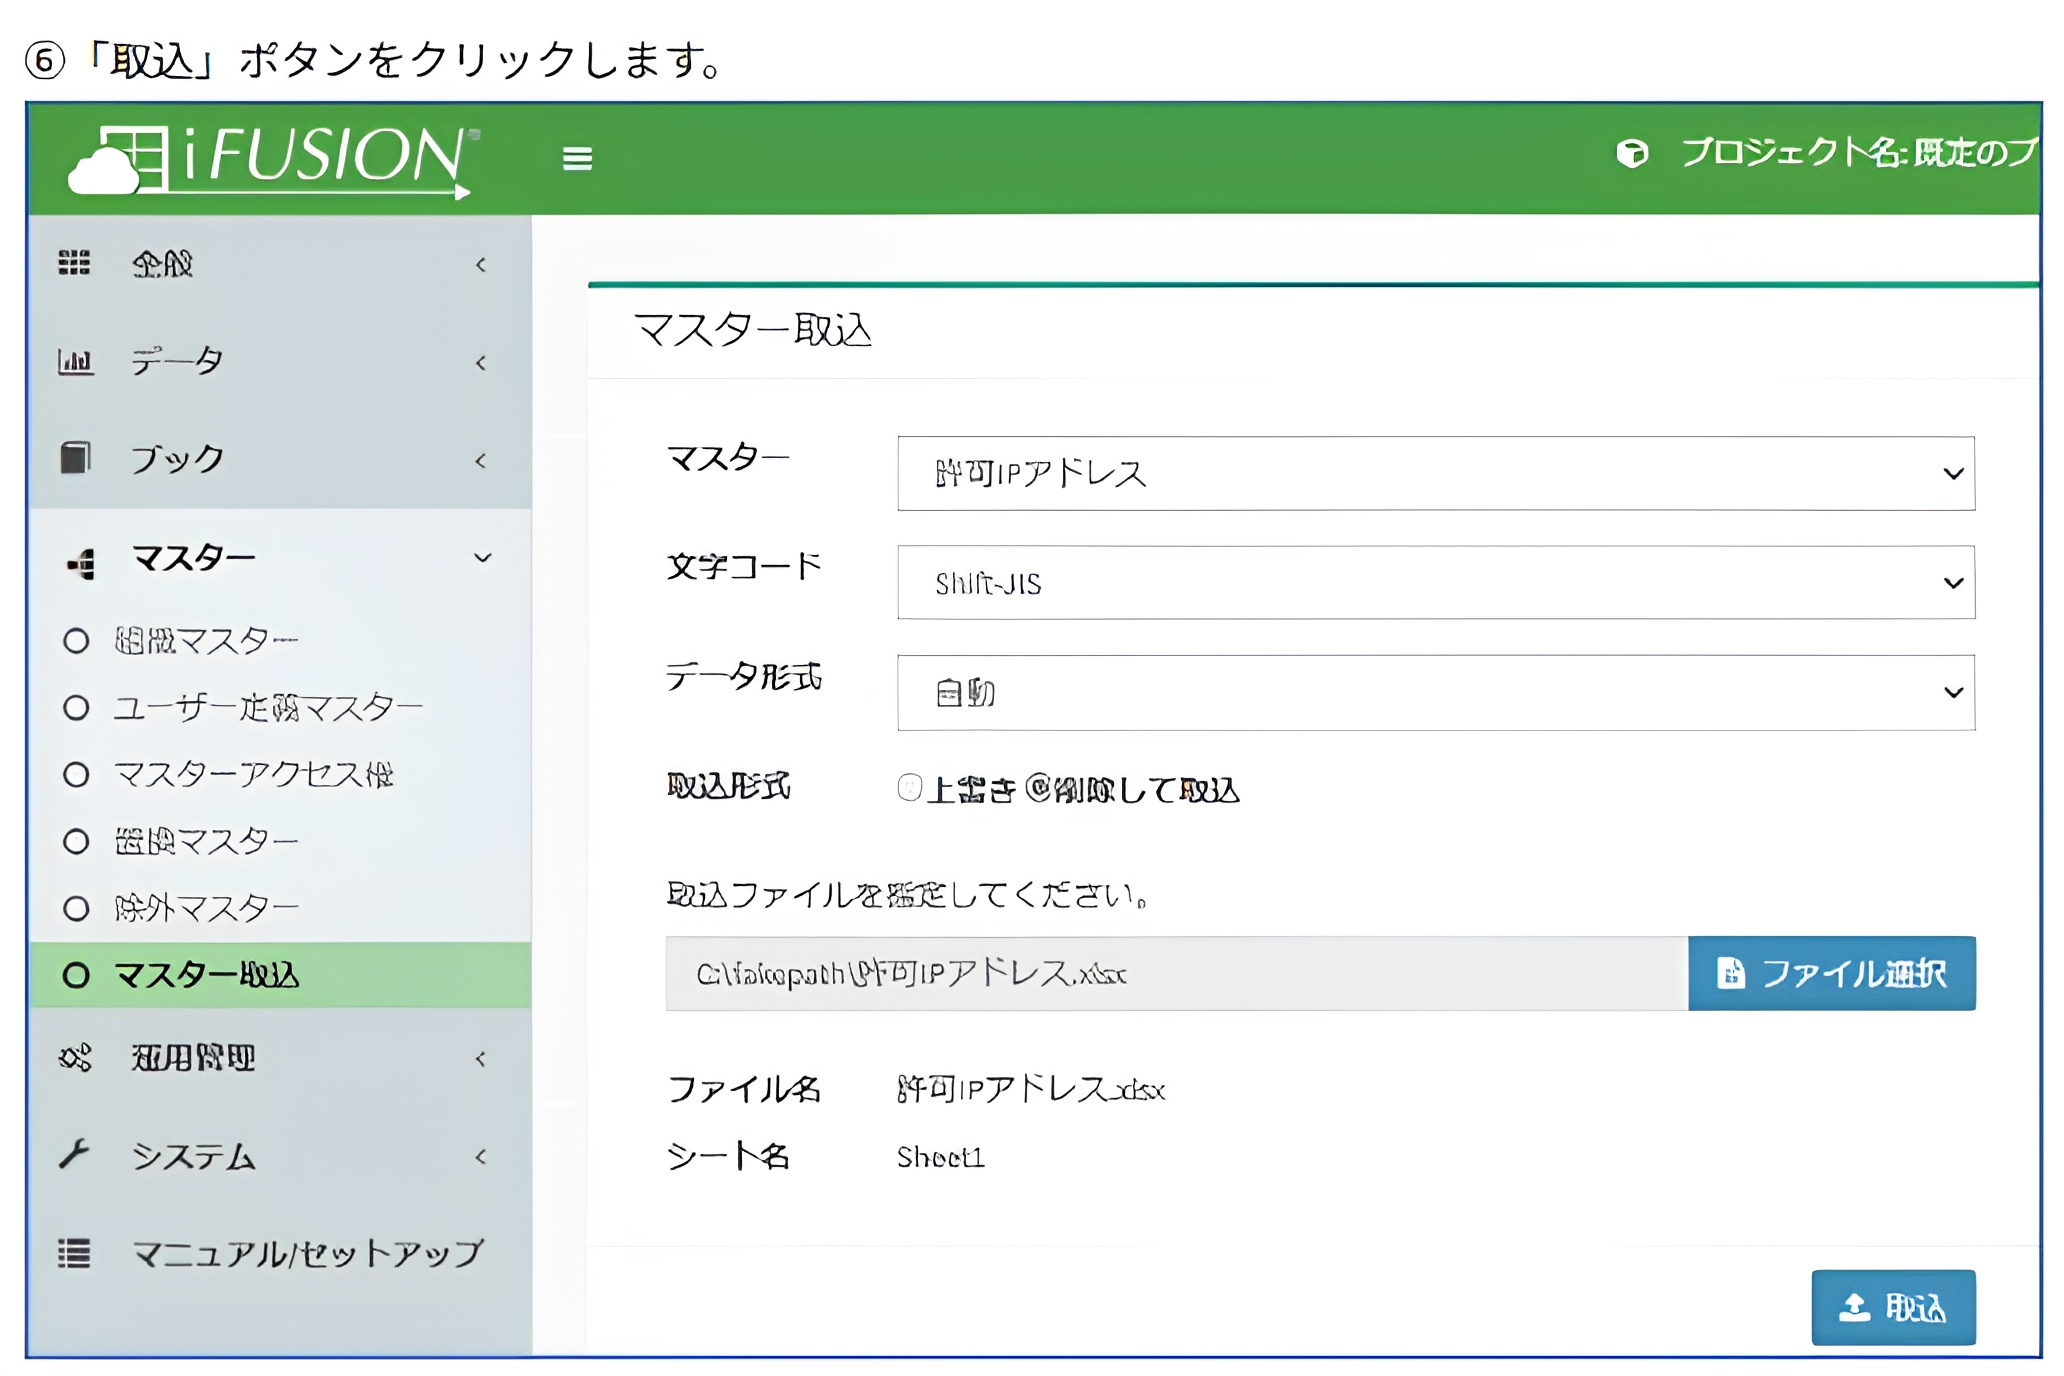 ⑥「取込」ボタンをクリックします。
iFUSION
プロジェクト名: 既定のプ
全般
データ
ブック
マスター
組織マスター
ユーザー定義マスター
マスターアクセス権
置換マスター
除外マスター
マスター取込
運用管理
システム
マニュアル/セットアップ
マスター取込
マスター 許可IPアドレス
文字コード Shift-JIS
データ形式 自動
取込形式 上書き 削除して取込
取込ファイルを指定してください。
C:\fakepath\許可IPアドレス.xlsx ファイル選択
ファイル名 許可IPアドレス.xlsx
シート名 Sheet1
取込